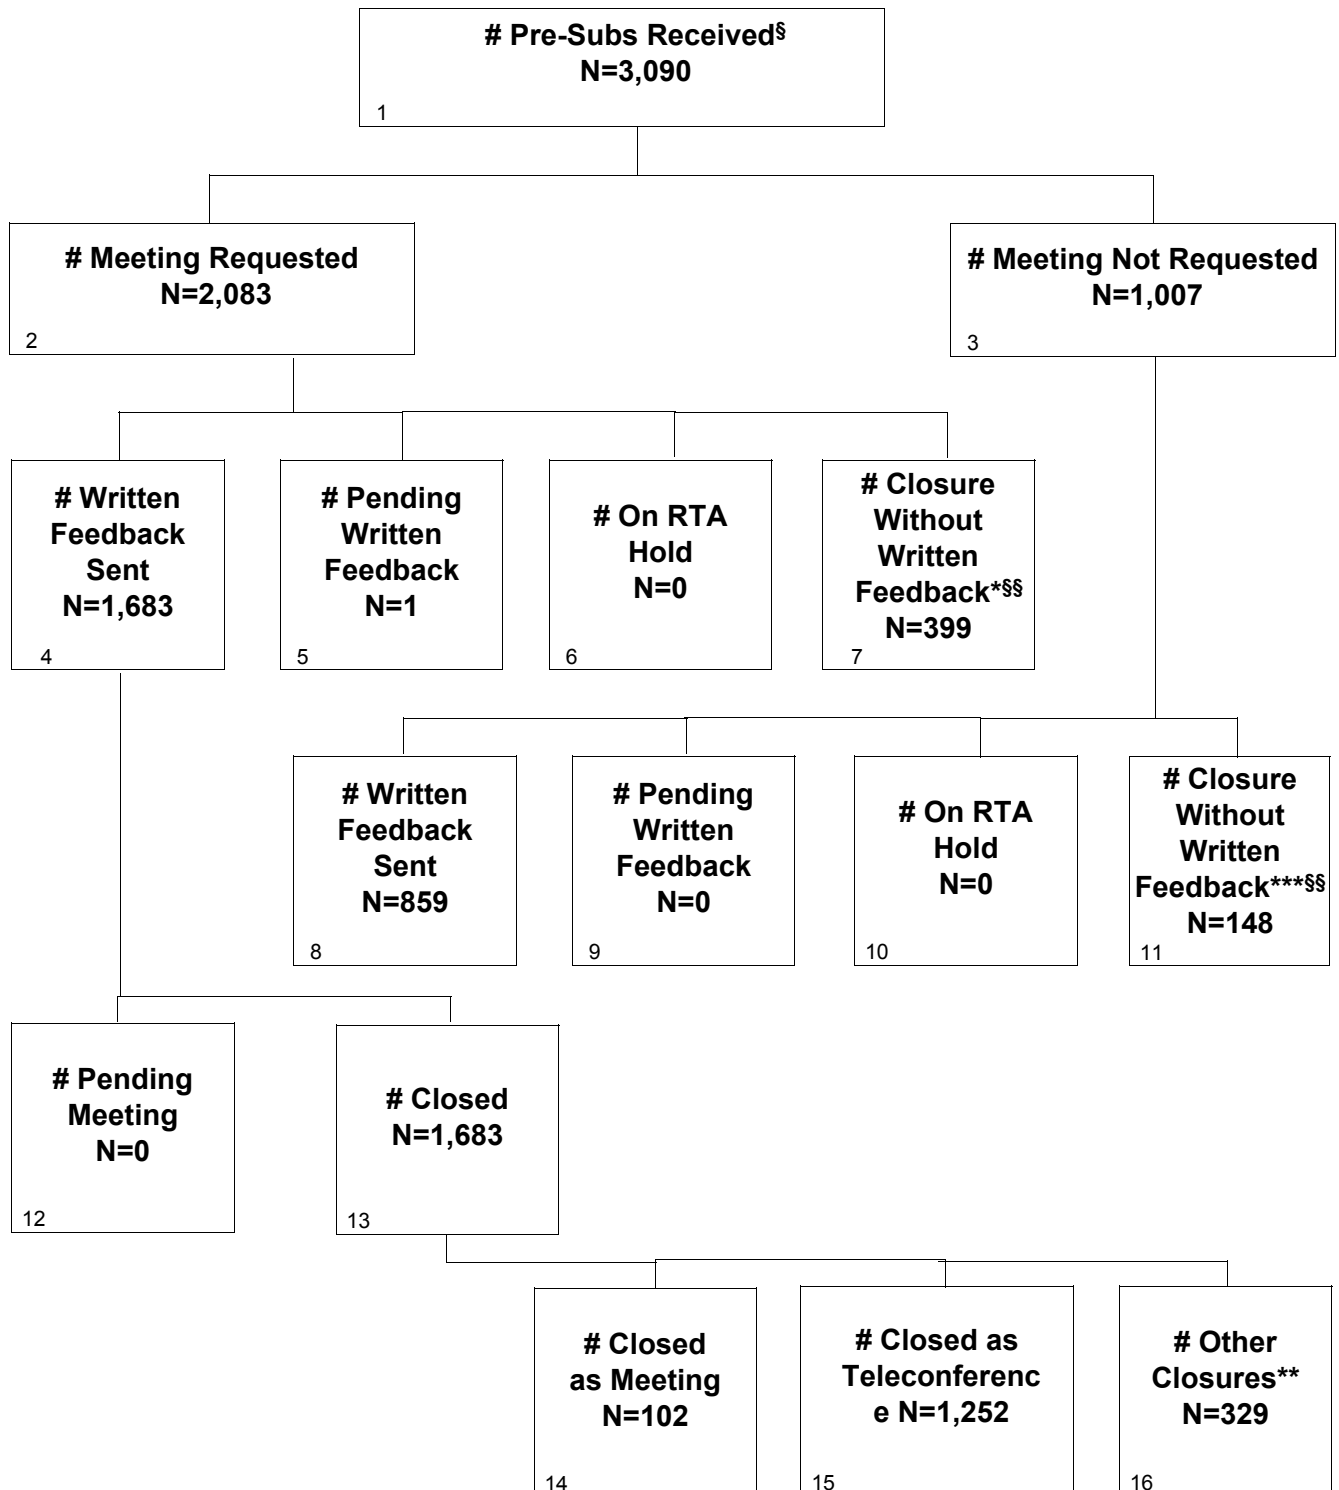 # Pre-Subs Received§
N=3,090
1
# Meeting Requested
N=2,083
2
# Meeting Not Requested
N=1,007
3
# Written
Feedback
Sent
N=1,683
4
# Pending
Written
Feedback
N=1
5
# On RTA
Hold
N=0
6
# Closure
Without
Written
Feedback*§§
N=399
7
# Written
Feedback
Sent
N=859
8
# Pending
Written
Feedback
N=0
9
# On RTA
Hold
N=0
10
# Closure
Without
Written
Feedback***§§
N=148
11
# Pending
Meeting
N=0
12
# Closed
N=1,683
13
# Closed
as Meeting
N=102
14
# Closed as
Teleconferenc
e N=1,252
15
# Other
Closures**
N=329
16